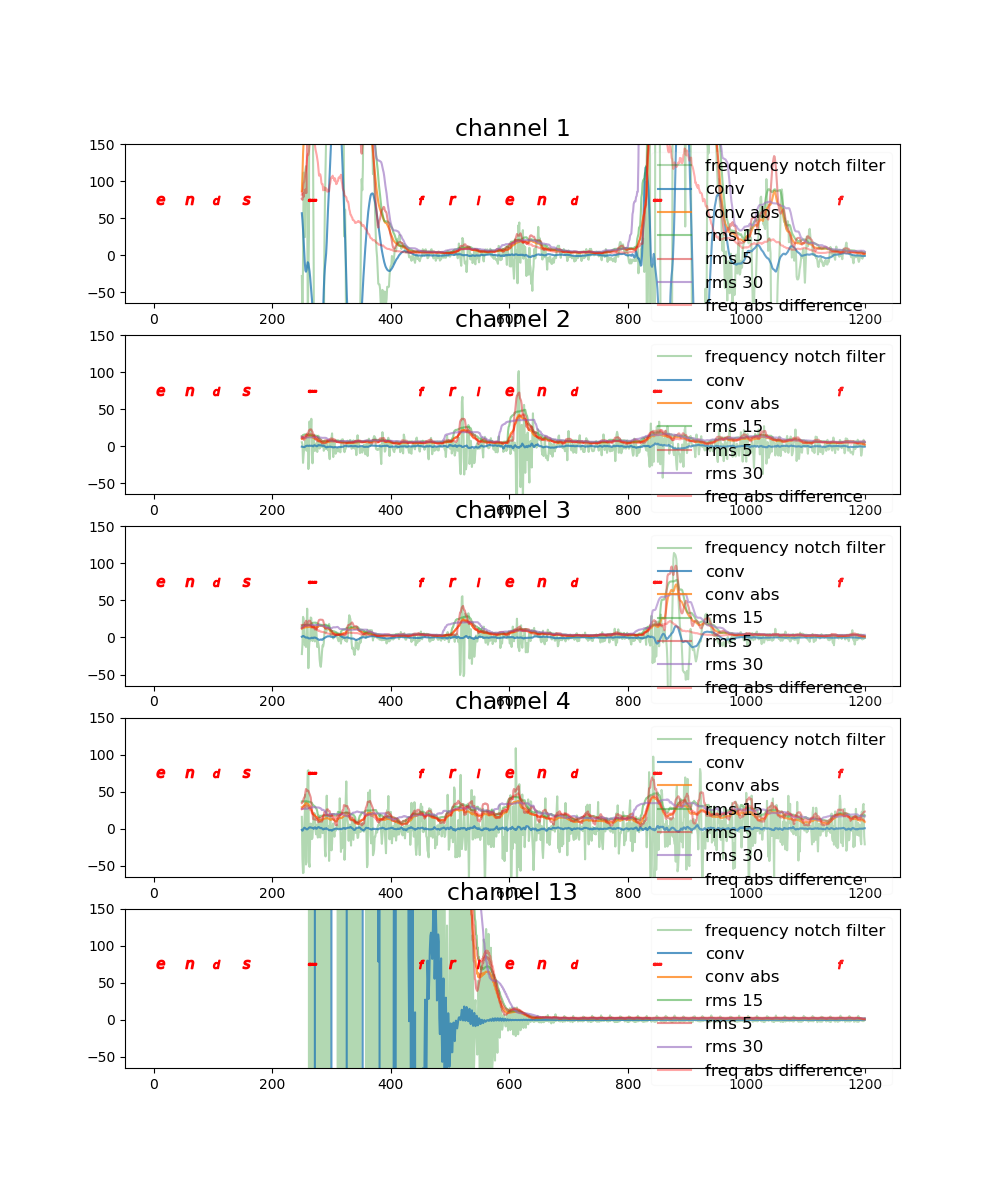 channel 1
150
frequency notch filter
100
conv
e n d s - f r i e n d - f
50
conv abs
rms 15
0
rms 5
rms 30
−50
freq abs difference
0 200 400 600 800 1000 1200
channel 2
150
frequency notch filter
100
conv
e n d s - f r i e n d - f
50
conv abs
rms 15
0
rms 5
rms 30
−50
freq abs difference
0 200 400 600 800 1000 1200
channel 3
150
frequency notch filter
100
conv
e n d s - f r i e n d - f
50
conv abs
rms 15
0
rms 5
rms 30
−50
freq abs difference
0 200 400 600 800 1000 1200
channel 4
150
frequency notch filter
100
conv
e n d s - f r i e n d - f
50
conv abs
rms 15
0
rms 5
rms 30
−50
freq abs difference
0 200 400 600 800 1000 1200
channel 13
150
frequency notch filter
100
conv
e n d s - f r i e n d - f
50
conv abs
rms 15
0
rms 5
rms 30
−50
freq abs difference
0 200 400 600 800 1000 1200